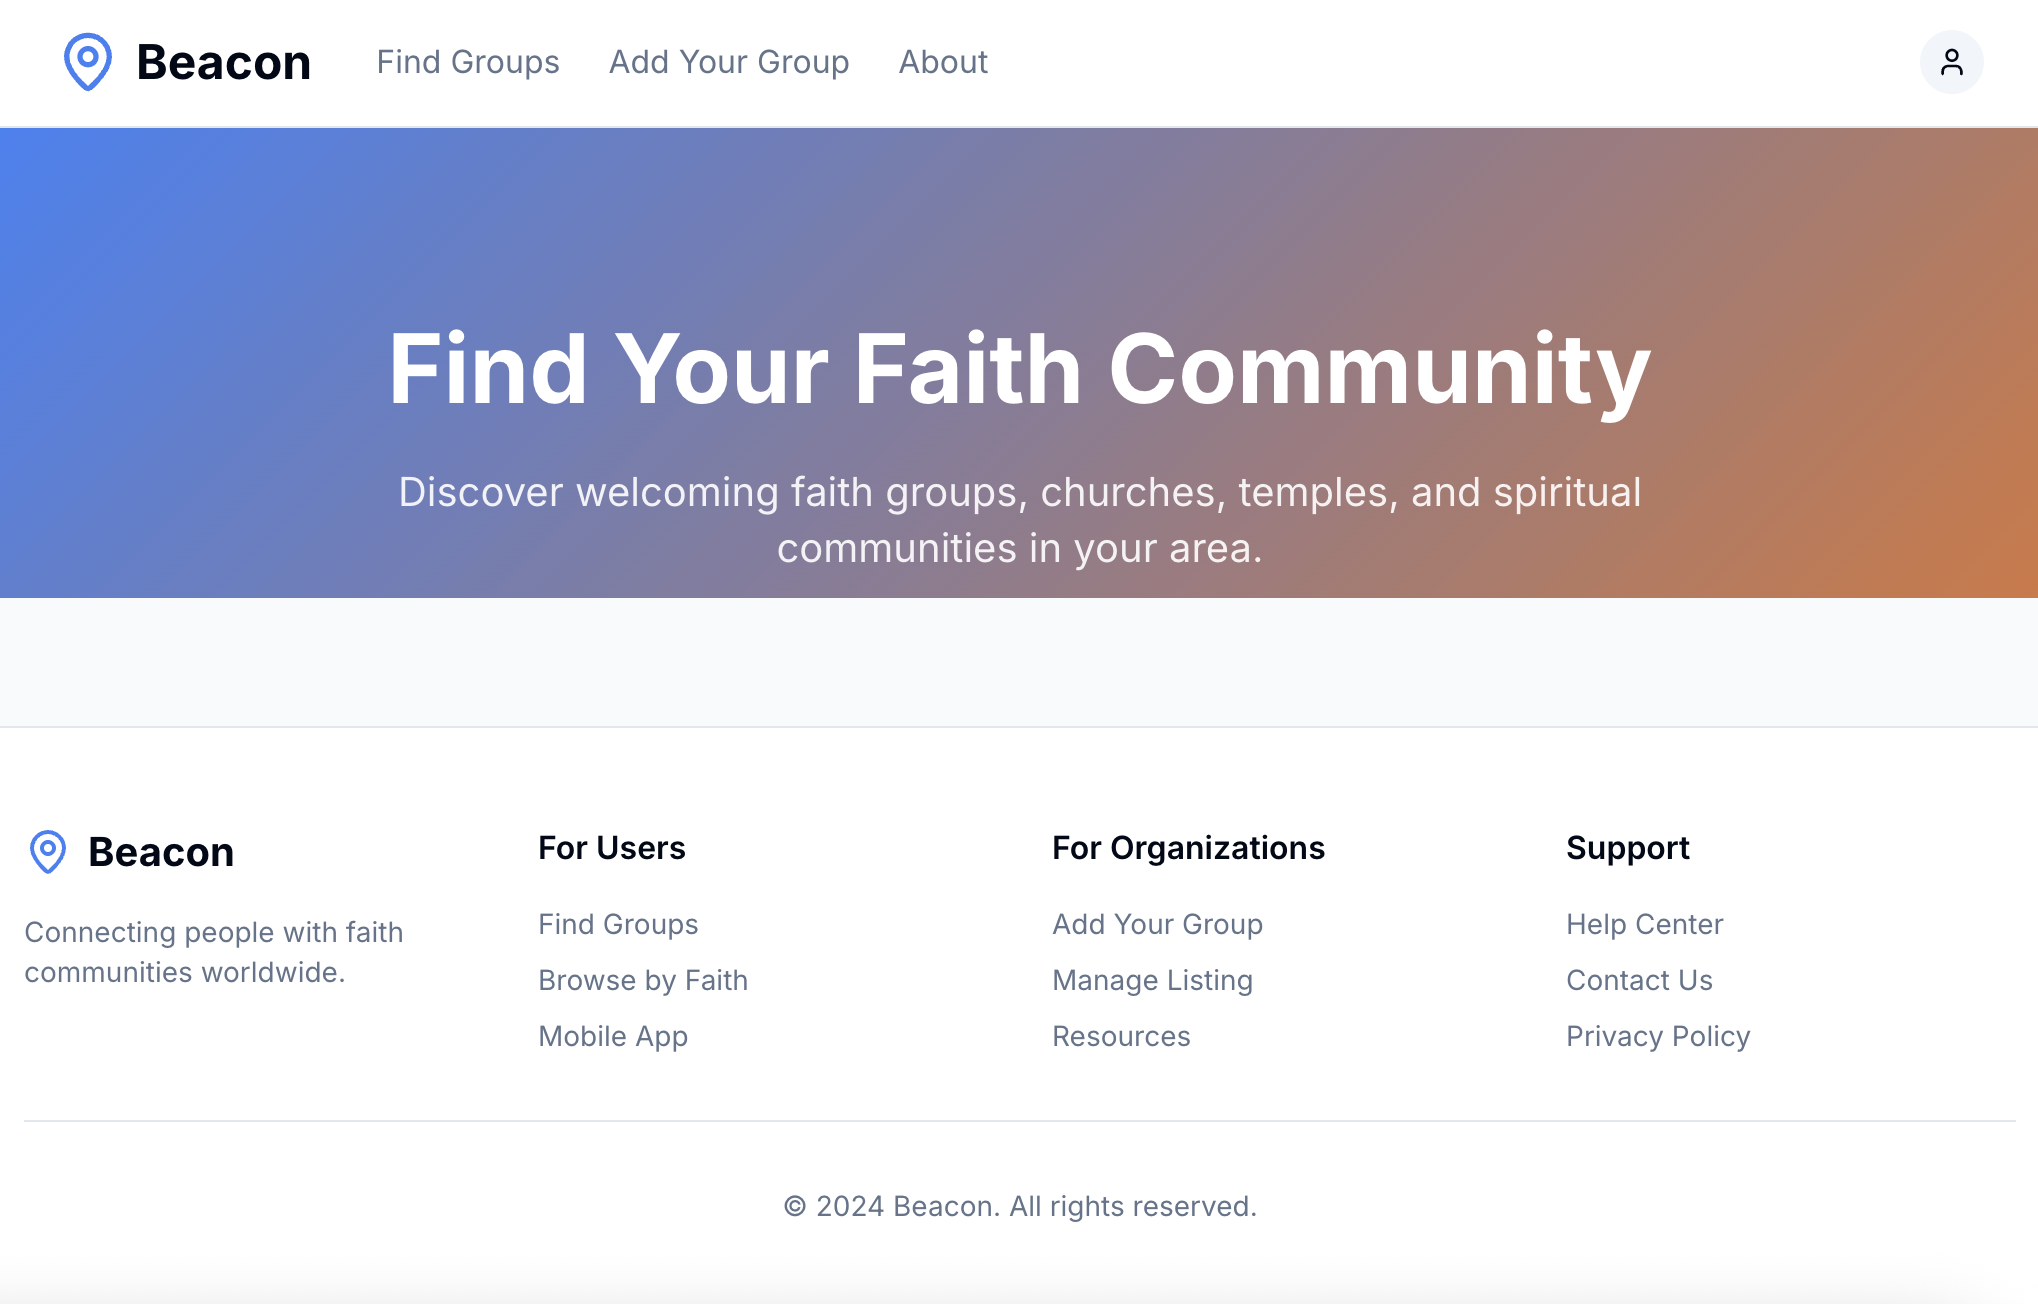 Beacon
Find Groups
Add Your Group
About
Find Your Faith Community
Discover welcoming faith groups, churches, temples, and spiritual
communities in your area.
Beacon
Connecting people with faith
communities worldwide.
For Users
Find Groups
Browse by Faith
Mobile App
For Organizations
Add Your Group
Manage Listing
Resources
Support
Help Center
Contact Us
Privacy Policy
© 2024 Beacon. All rights reserved.